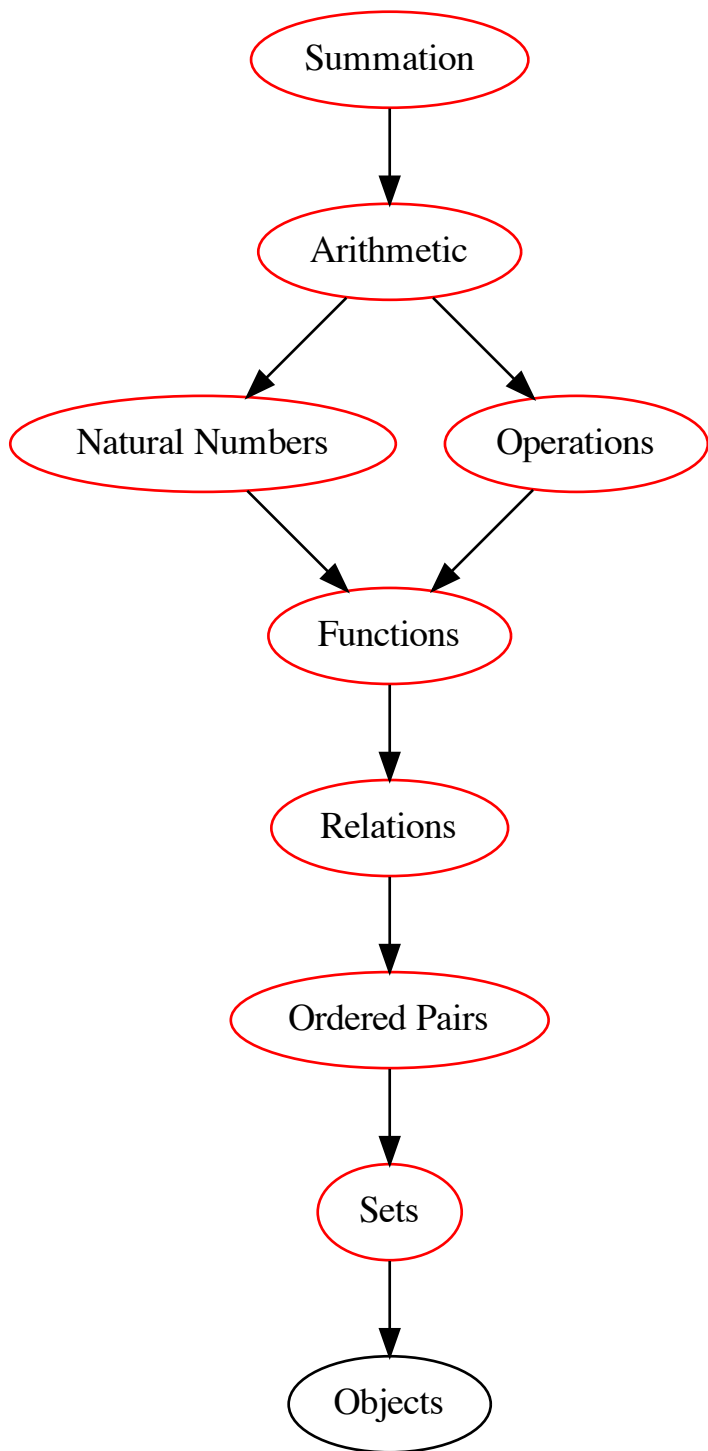 Summation
Arithmetic
Natural Numbers
Operations
Functions
Relations
Ordered Pairs
Sets
Objects